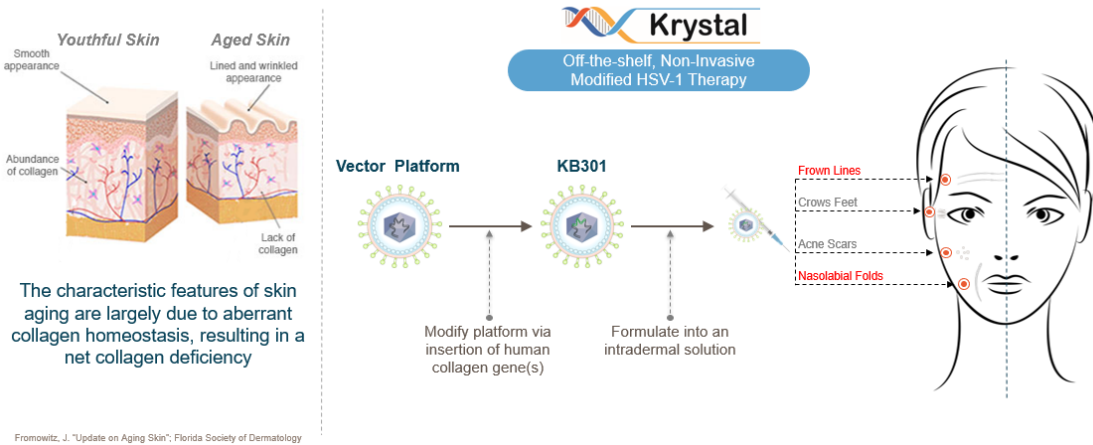 Youthful Skin
Aged Skin
Smooth
appearance
Lined and wrinkled
appearance
Abundance
of collagen
Lack of
collagen
The characteristic features of skin
aging are largely due to aberrant
collagen homeostasis, resulting in a
net collagen deficiency
Fromowitz, J. "Update on Aging Skin"; Florida Society of Dermatology
Krystal
Off-the-shelf, Non-Invasive
Modified HSV-1 Therapy
Vector Platform
KB301
Modify platform via
insertion of human
collagen gene(s)
Formulate into an
intradermal solution
Frown Lines
Crows Feet
Acne Scars
Nasolabial Folds